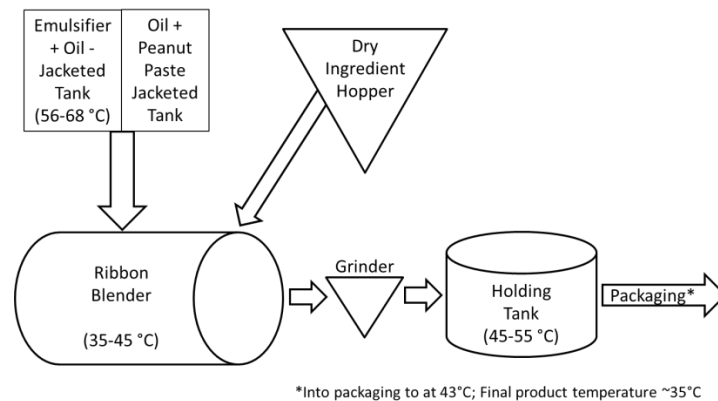 Emulsifier
+ Oil -
Jacketed
Tank
(56-68 °C)
Oil +
Peanut
Paste
Jacketed
Tank
Dry
Ingredient
Hopper
Ribbon
Blender
(35-45 °C)
Grinder
Holding
Tank
(45-55 °C)
Packaging*
*Into packaging to at 43°C; Final product temperature ~35°C